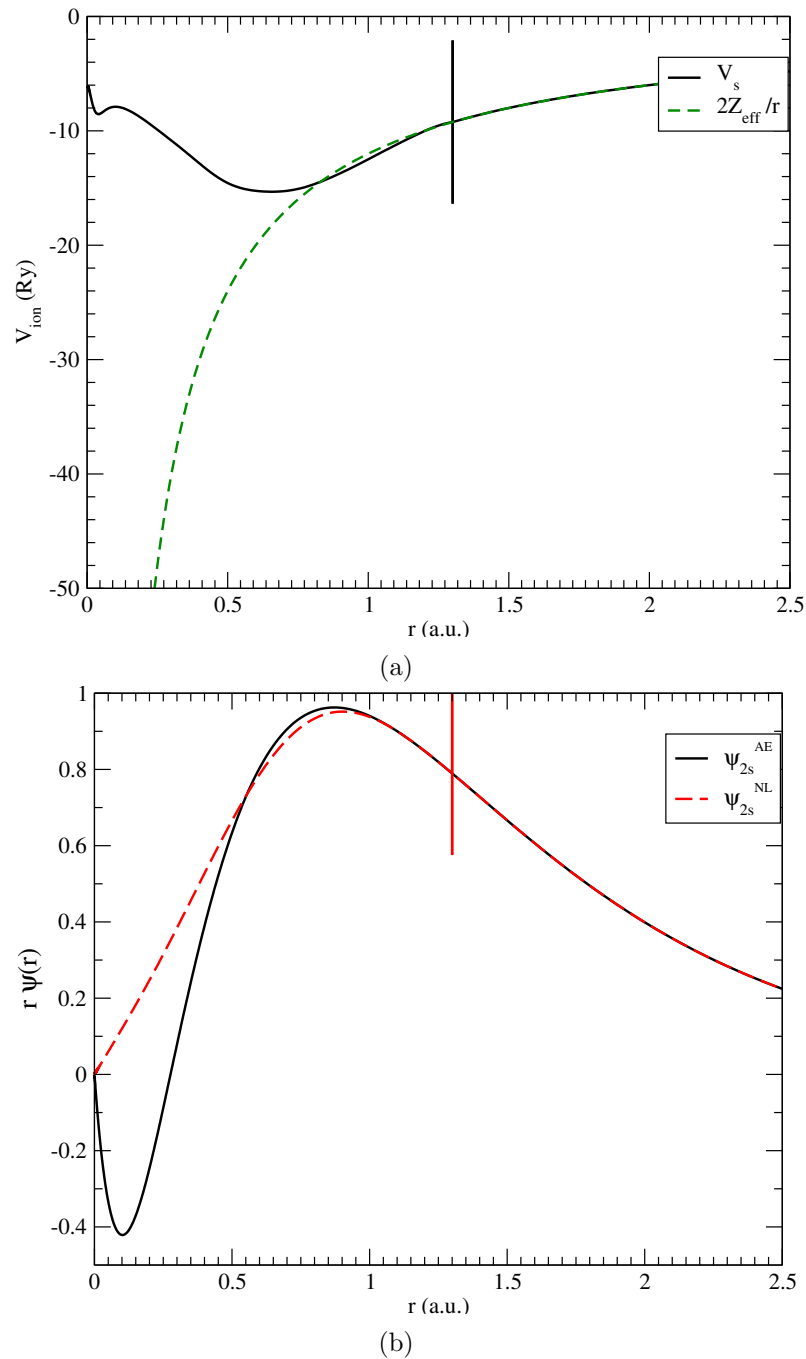 0
-10
-20
-30
-40
-50
V_ion (Ry)
V_s
2Z_eff/r
0 0.5 1 1.5 2 2.5
r (a.u.)
(a)
1
0.8
0.6
0.4
0.2
0
-0.2
-0.4
r ψ(r)
ψ_2s^AE
ψ_2s^NL
0 0.5 1 1.5 2 2.5
r (a.u.)
(b)